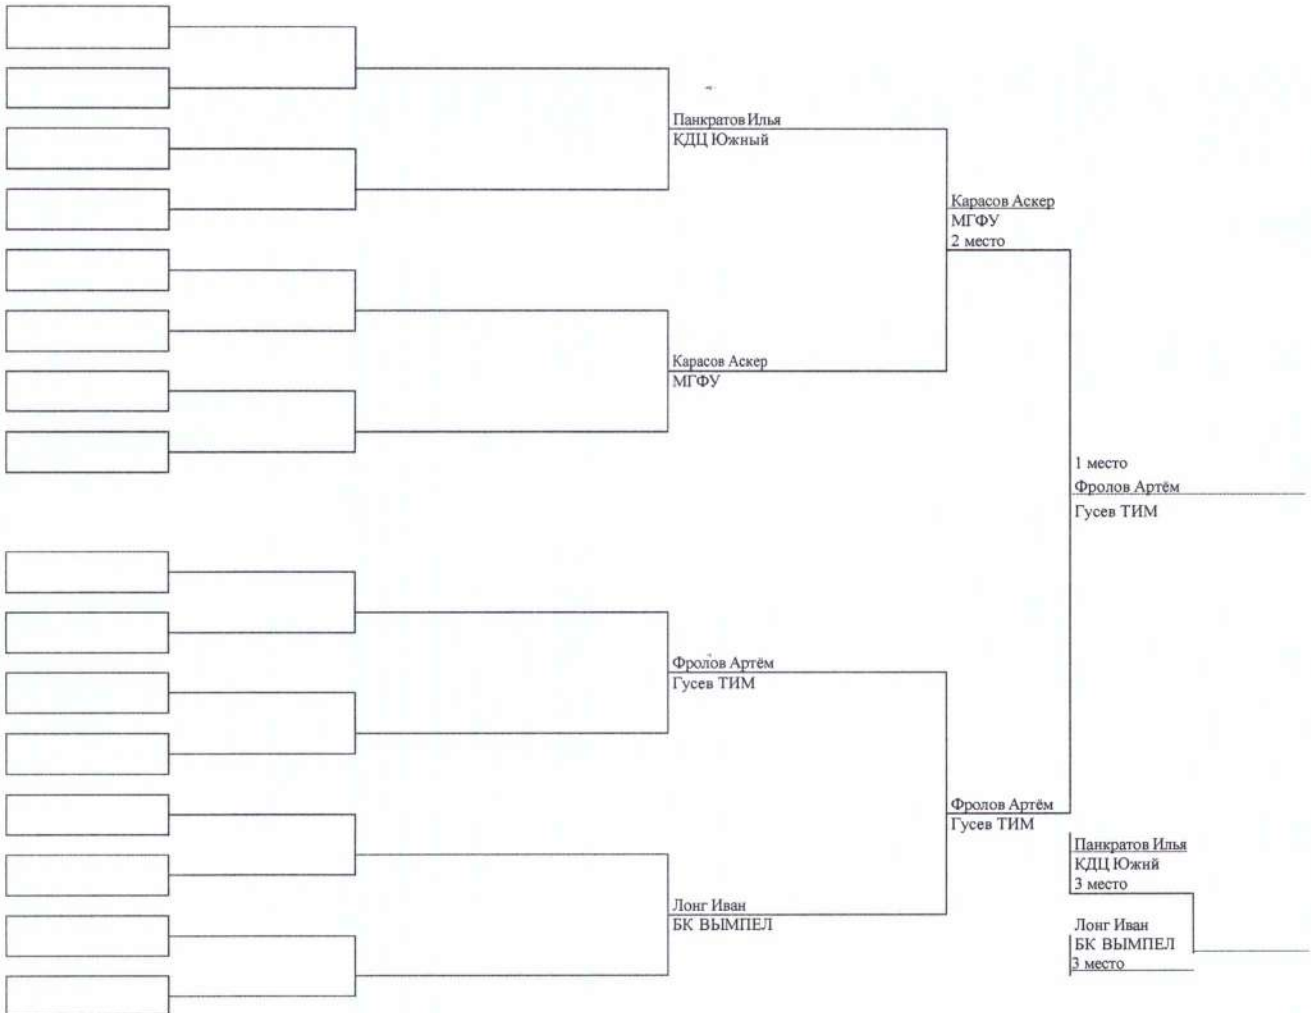 Панкратов Илья
КДЦ Южный
Карасов Аскер
МГФУ
2 место
Карасов Аскер
МГФУ
1 место
Фролов Артём
Гусев ТИМ
Фролов Артём
Гусев ТИМ
Фролов Артём
Гусев ТИМ
Панкратов Илья
КДЦ Южий
3 место
Лонг Иван
БК ВЫМПЕЛ
Лонг Иван
БК ВЫМПЕЛ
3 место